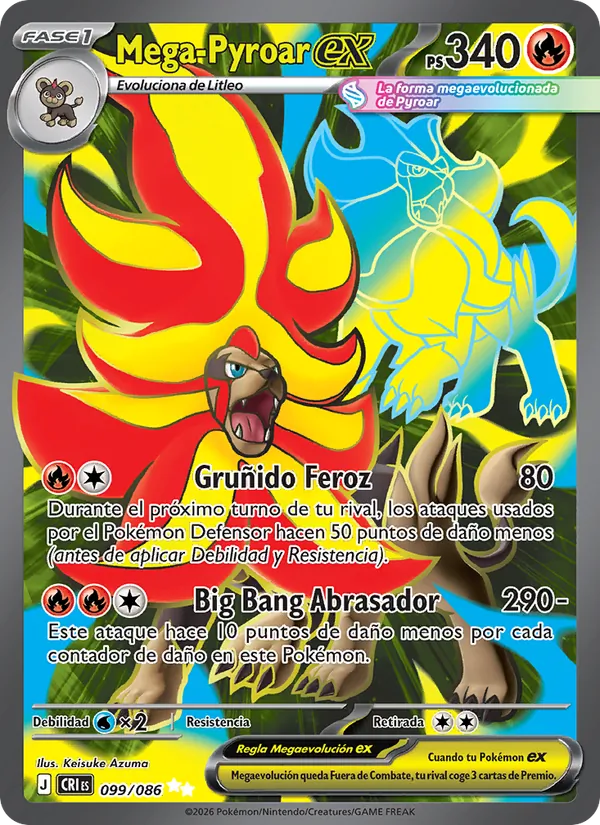 FASE 1
Mega-Pyroar ex
PS 340
Evoluciona de Litleo
La forma megaevolucionada
de Pyroar
Gruñido Feroz 80
Durante el próximo turno de tu rival, los ataques usados
por el Pokémon Defensor hacen 50 puntos de daño menos
(antes de aplicar Debilidad y Resistencia).
Big Bang Abrasador 290-
Este ataque hace 10 puntos de daño menos por cada
contador de daño en este Pokémon.
Debilidad ×2 Resistencia Retirada
Ilus. Keisuke Azuma
Regla Megaevolución ex Cuando tu Pokémon ex
Megaevolución queda Fuera de Combate, tu rival coge 3 cartas de Premio.
J CRI ES 099/086
©2026 Pokémon/Nintendo/Creatures/GAME FREAK